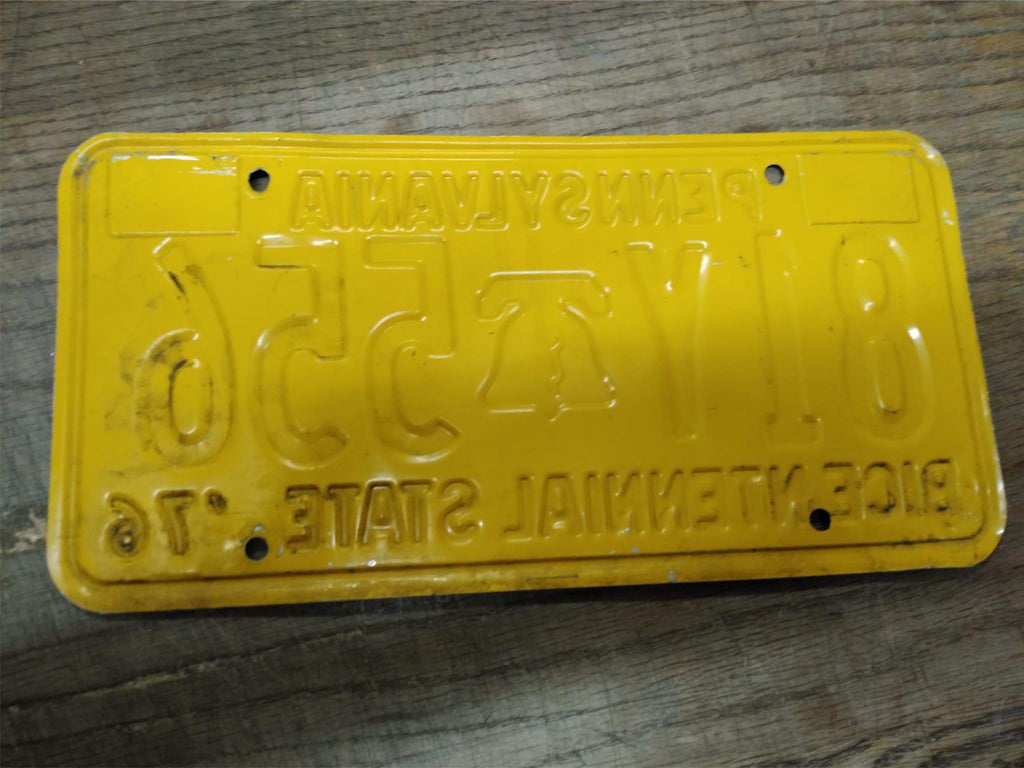 PENNSYLVANIA
81Y 556
BICENTENNIAL STATE '76